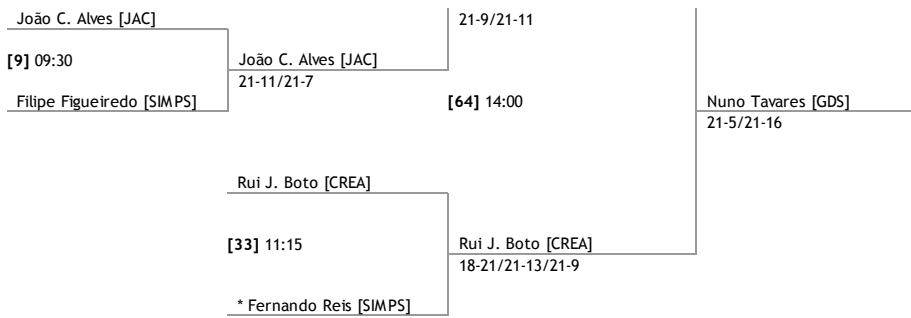 João C. Alves [JAC]
21-9/21-11
[9] 09:30
João C. Alves [JAC]
21-11/21-7
Filipe Figueiredo [SIMPS]
[64] 14:00
Nuno Tavares [GDS]
21-5/21-16
Rui J. Boto [CREA]
[33] 11:15
Rui J. Boto [CREA]
18-21/21-13/21-9
* Fernando Reis [SIMPS]